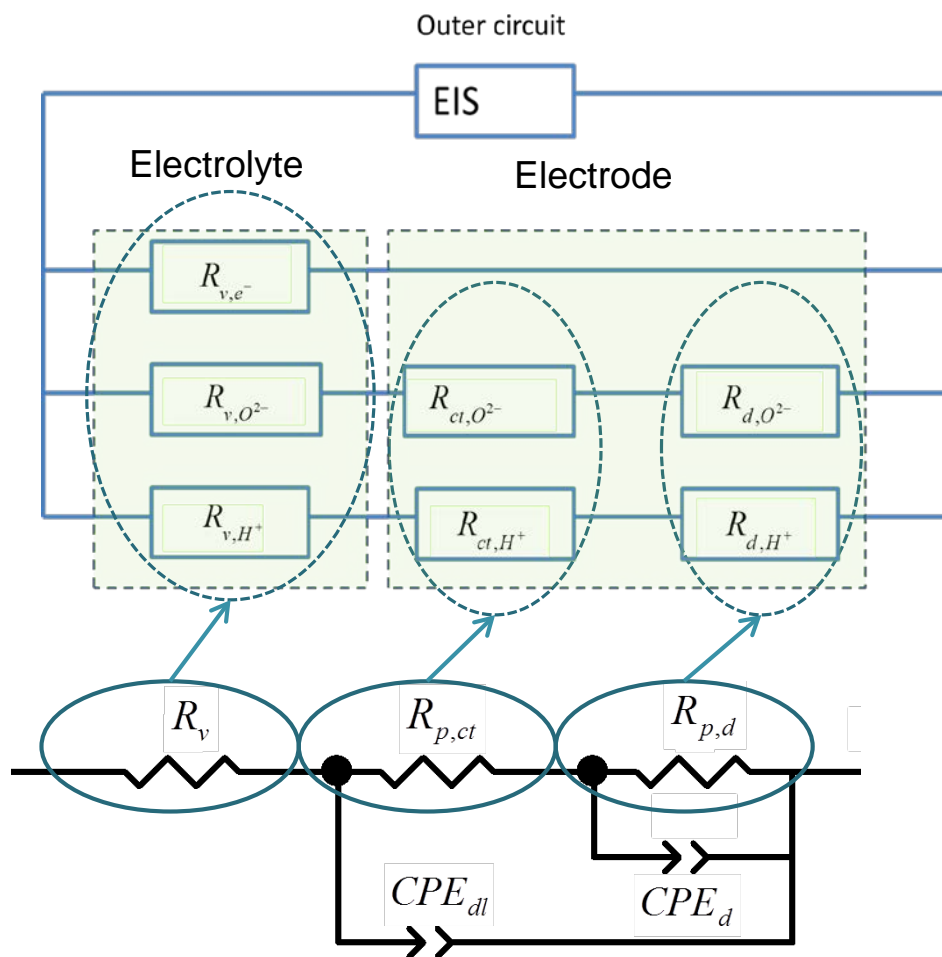 Outer circuit
EIS
Electrolyte
Electrode
R_{v,e^-}
R_{v,O^{2-}}
R_{ct,O^{2-}}
R_{d,O^{2-}}
R_{v,H^+}
R_{ct,H^+}
R_{d,H^+}
R_v
R_{p,ct}
R_{p,d}
CPE_{dl}
CPE_d